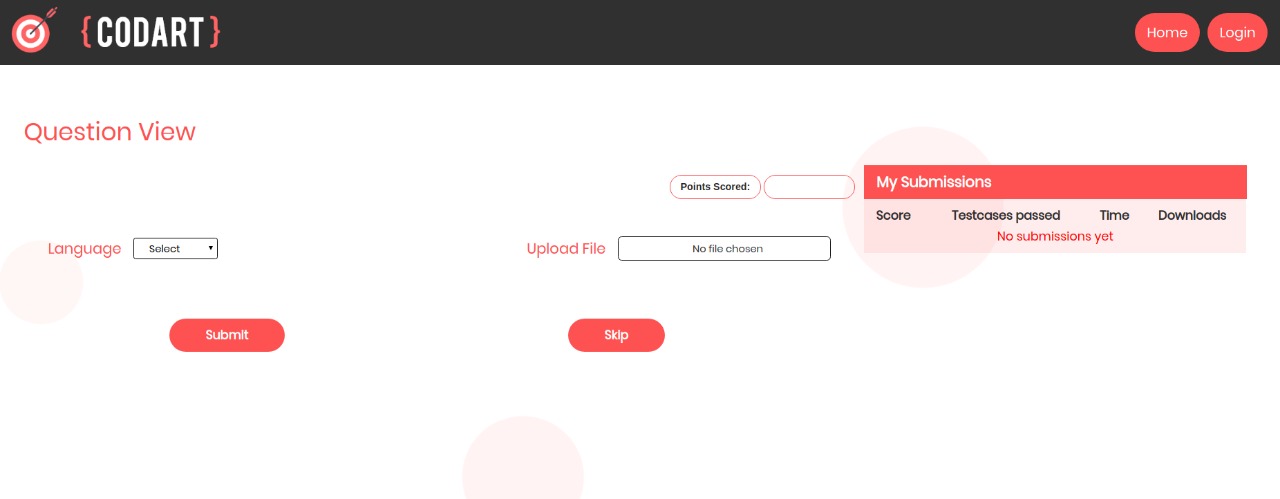 { CODART }
Home Login
Question View
Points Scored:
My Submissions
Score Testcases passed Time Downloads
No submissions yet
Language Select
Upload File No file chosen
Submit Skip